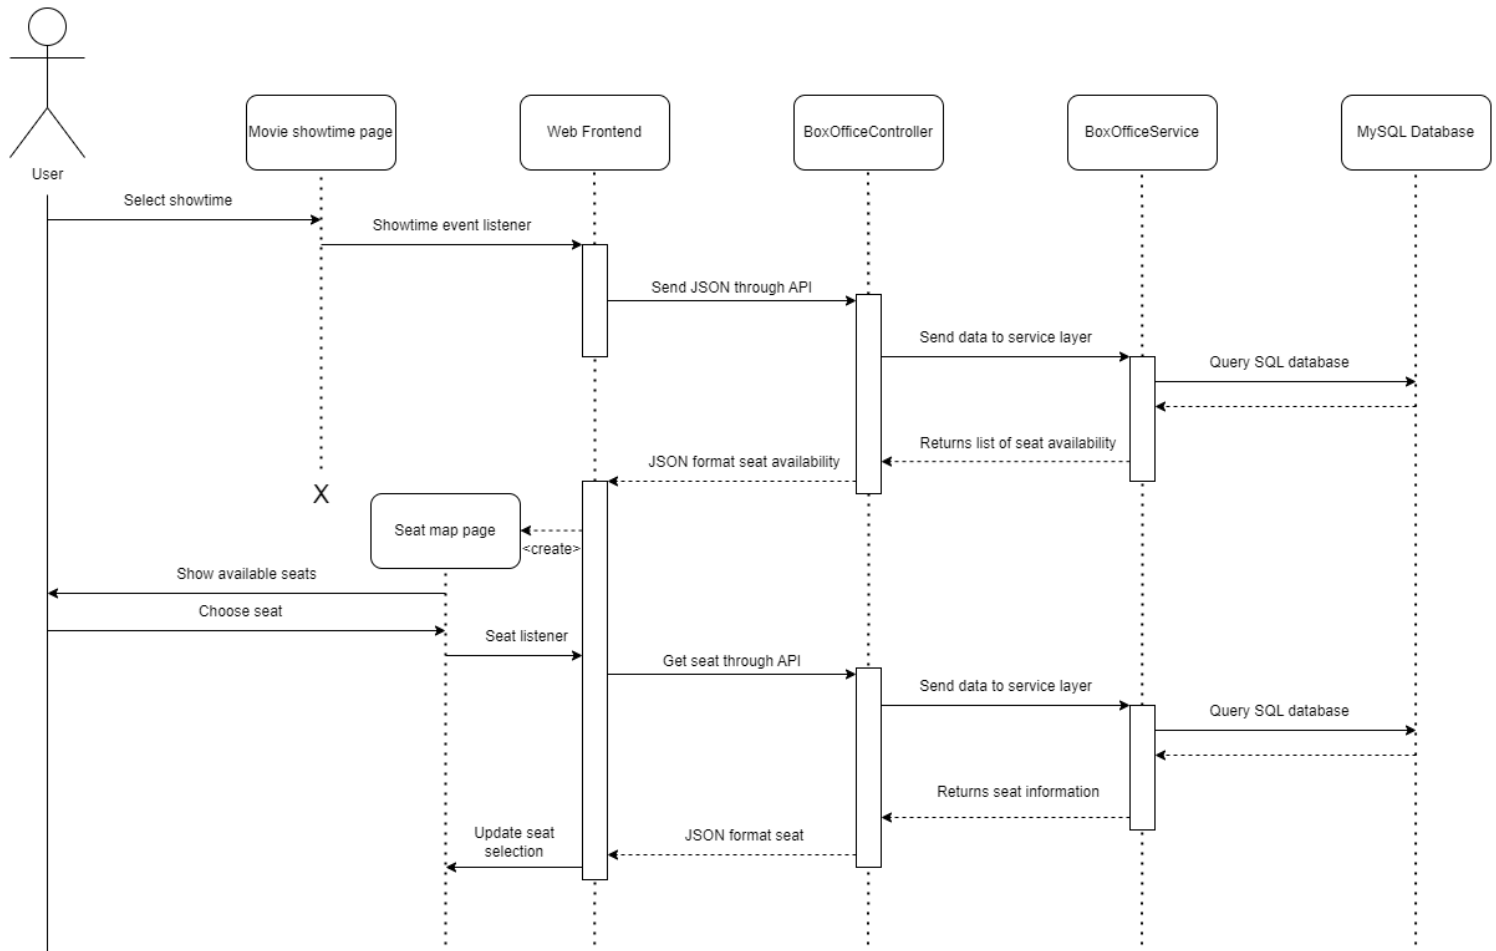 User
Movie showtime page
Web Frontend
BoxOfficeController
BoxOfficeService
MySQL Database
Select showtime
Showtime event listener
Send JSON through API
Send data to service layer
Query SQL database
Returns list of seat availability
JSON format seat availability
X
Seat map page
<create>
Show available seats
Choose seat
Seat listener
Get seat through API
Send data to service layer
Query SQL database
Returns seat information
JSON format seat
Update seat
selection